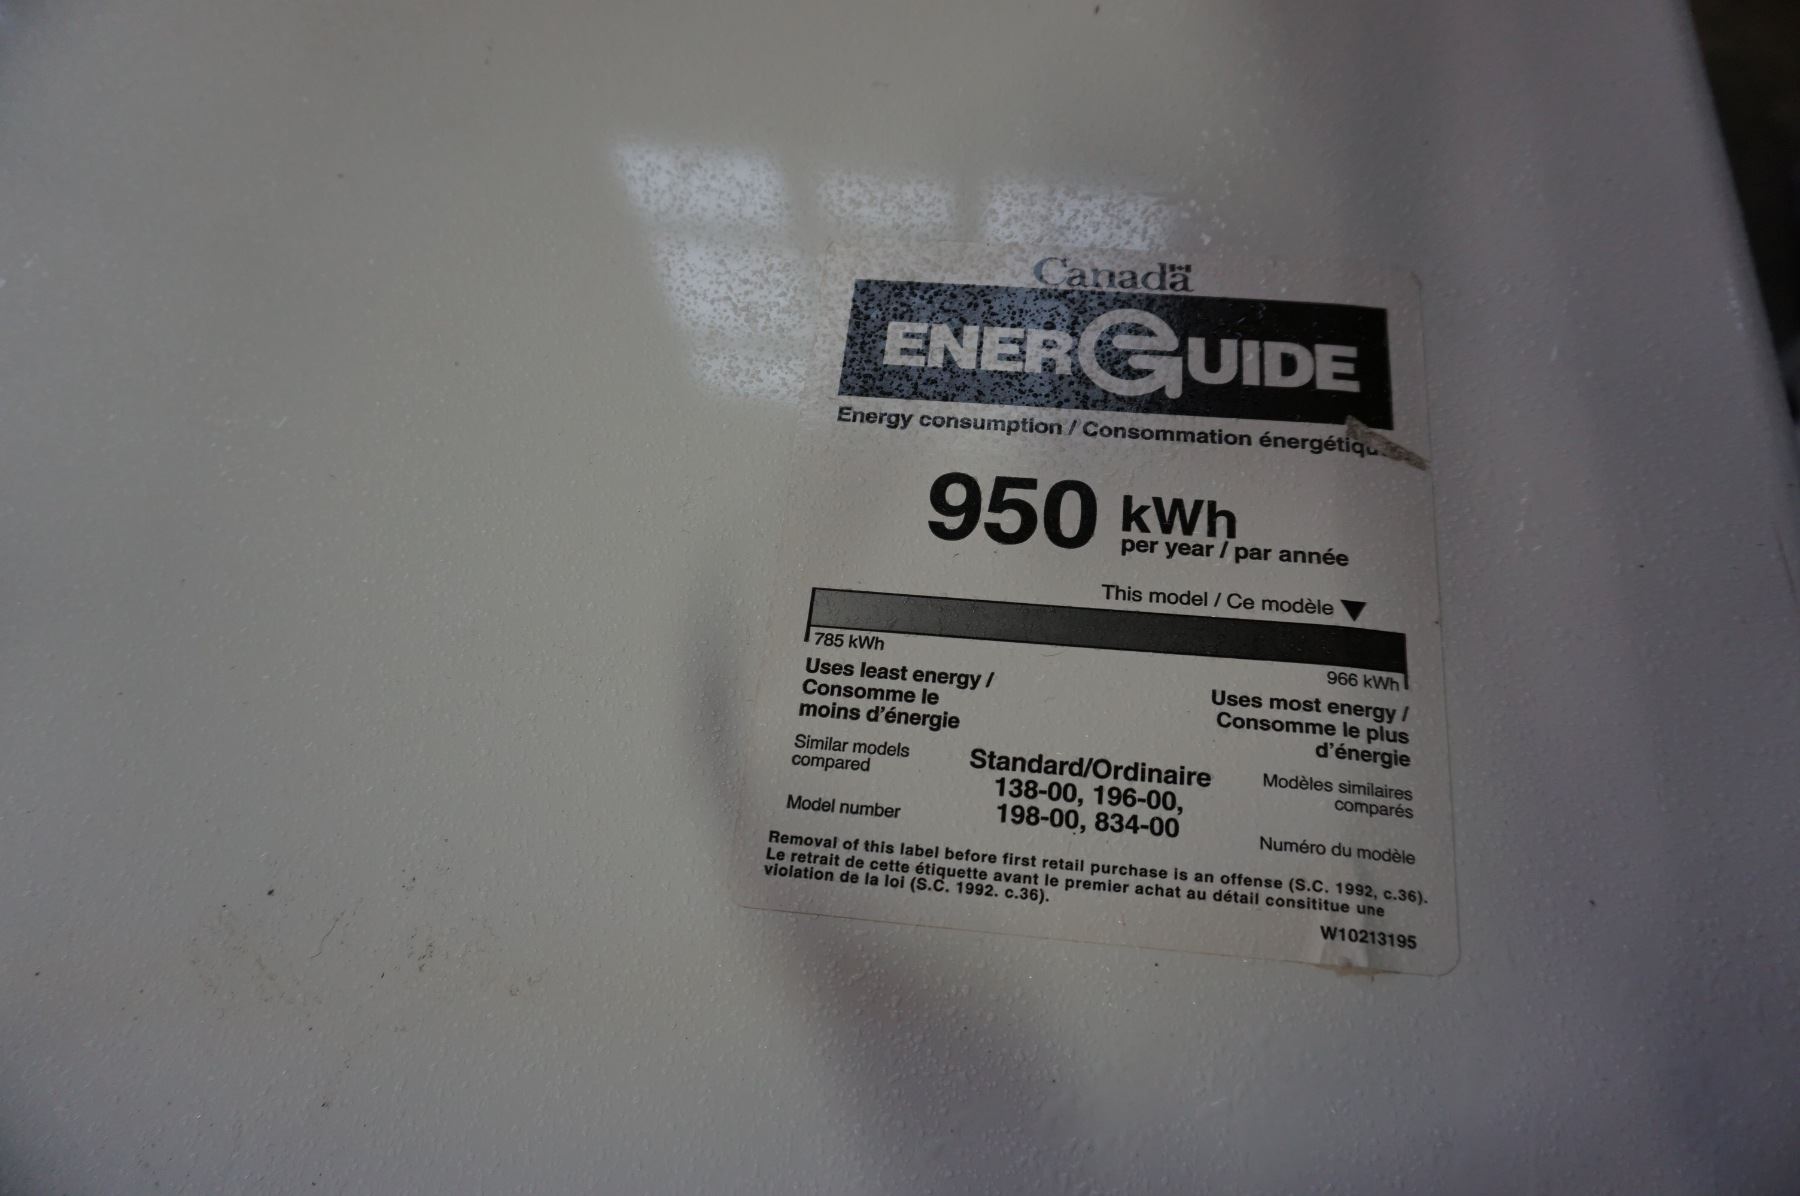 Canada
ENERGUIDE
Energy consumption / Consommation
950 kWh
per year / par année
This model / Ce modèle
785 kWh
966 kWh
Uses least energy /
Consomme le
moins d'énergie
Uses most energy /
Consomme le plus
d'énergie
Similar models
compared
Standard/Ordinaire
138-00, 196-00,
198-00, 834-00
Modèles similaires
comparés
Model number
Numéro du modèle
Removal of this label before first retail purchase is an offense (S.C. 1992, c.36).
Le retrait de cette étiquette avant le premier achat au détail consititue une
violation de la loi (S.C. 1992. c.36).
W10213195